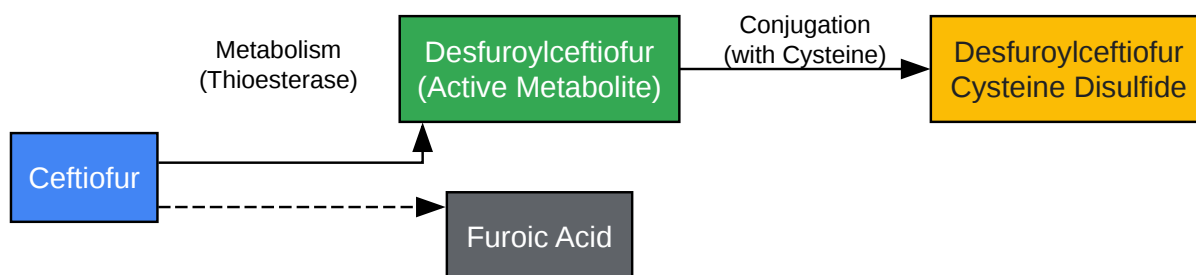 Metabolism
(Thioesterase)
Desfuroylceftiofur
(Active Metabolite)
Conjugation
(with Cysteine)
Desfuroylceftiofur
Cysteine Disulfide
Ceftiofur
Furoic Acid